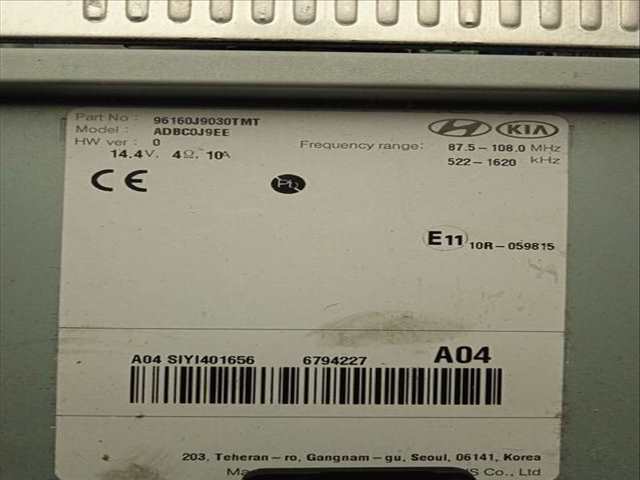 Part No : 96160J9030TMT
Model : ADBC0J9EE
HW ver : 0
14.4V, 4Ω, 10A
KIA
Frequency range: 87.5-108.0 MHz
522-1620 kHz
CE
E11 10R-059815
A04 SIYI401656 6794227 A04
203, Teheran-ro, Gangnam-gu, Seoul, 06141, Korea
Co., Ltd